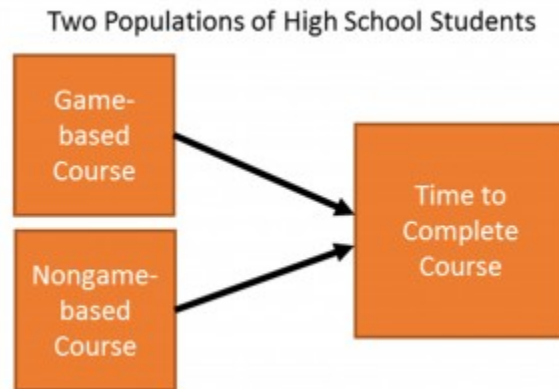 Two Populations of High School Students
Game-
based
Course
Nongame-
based
Course
Time to
Complete
Course